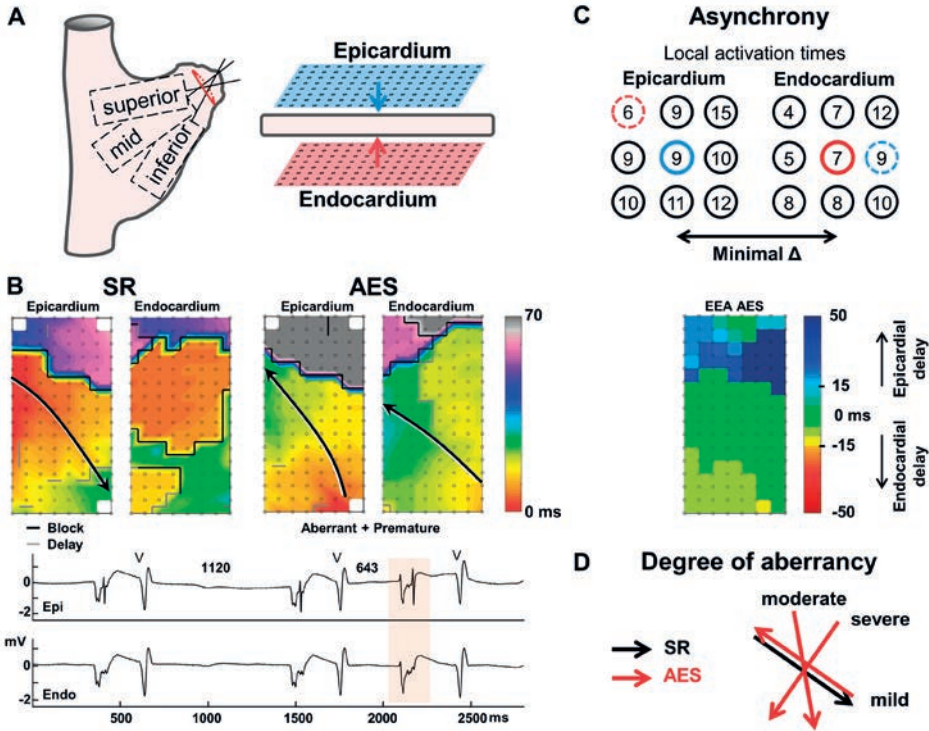 A
superior
mid
inferior
Epicardium
Endocardium
C
Asynchrony
Local activation times
Epicardium Endocardium
6 9 15 4 7 12
9 9 10 5 7 9
10 11 12 8 8 10
Minimal Δ
B
SR
AES
Epicardium Endocardium
Epicardium Endocardium
70
0 ms
Aberrant + Premature
Block
Delay
EEA AES
50
15
0 ms
-15
-50
Epicardial delay
Endocardial delay
1120
643
0
-2
Epi
mV
0
-2
Endo
500 1000 1500 2000 2500 ms
D
Degree of aberrancy
SR
AES
moderate
severe
mild